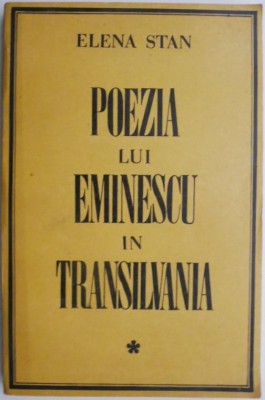 ELENA STAN
POEZIA
LUI
EMINESCU
IN
TRANSILVANIA
*